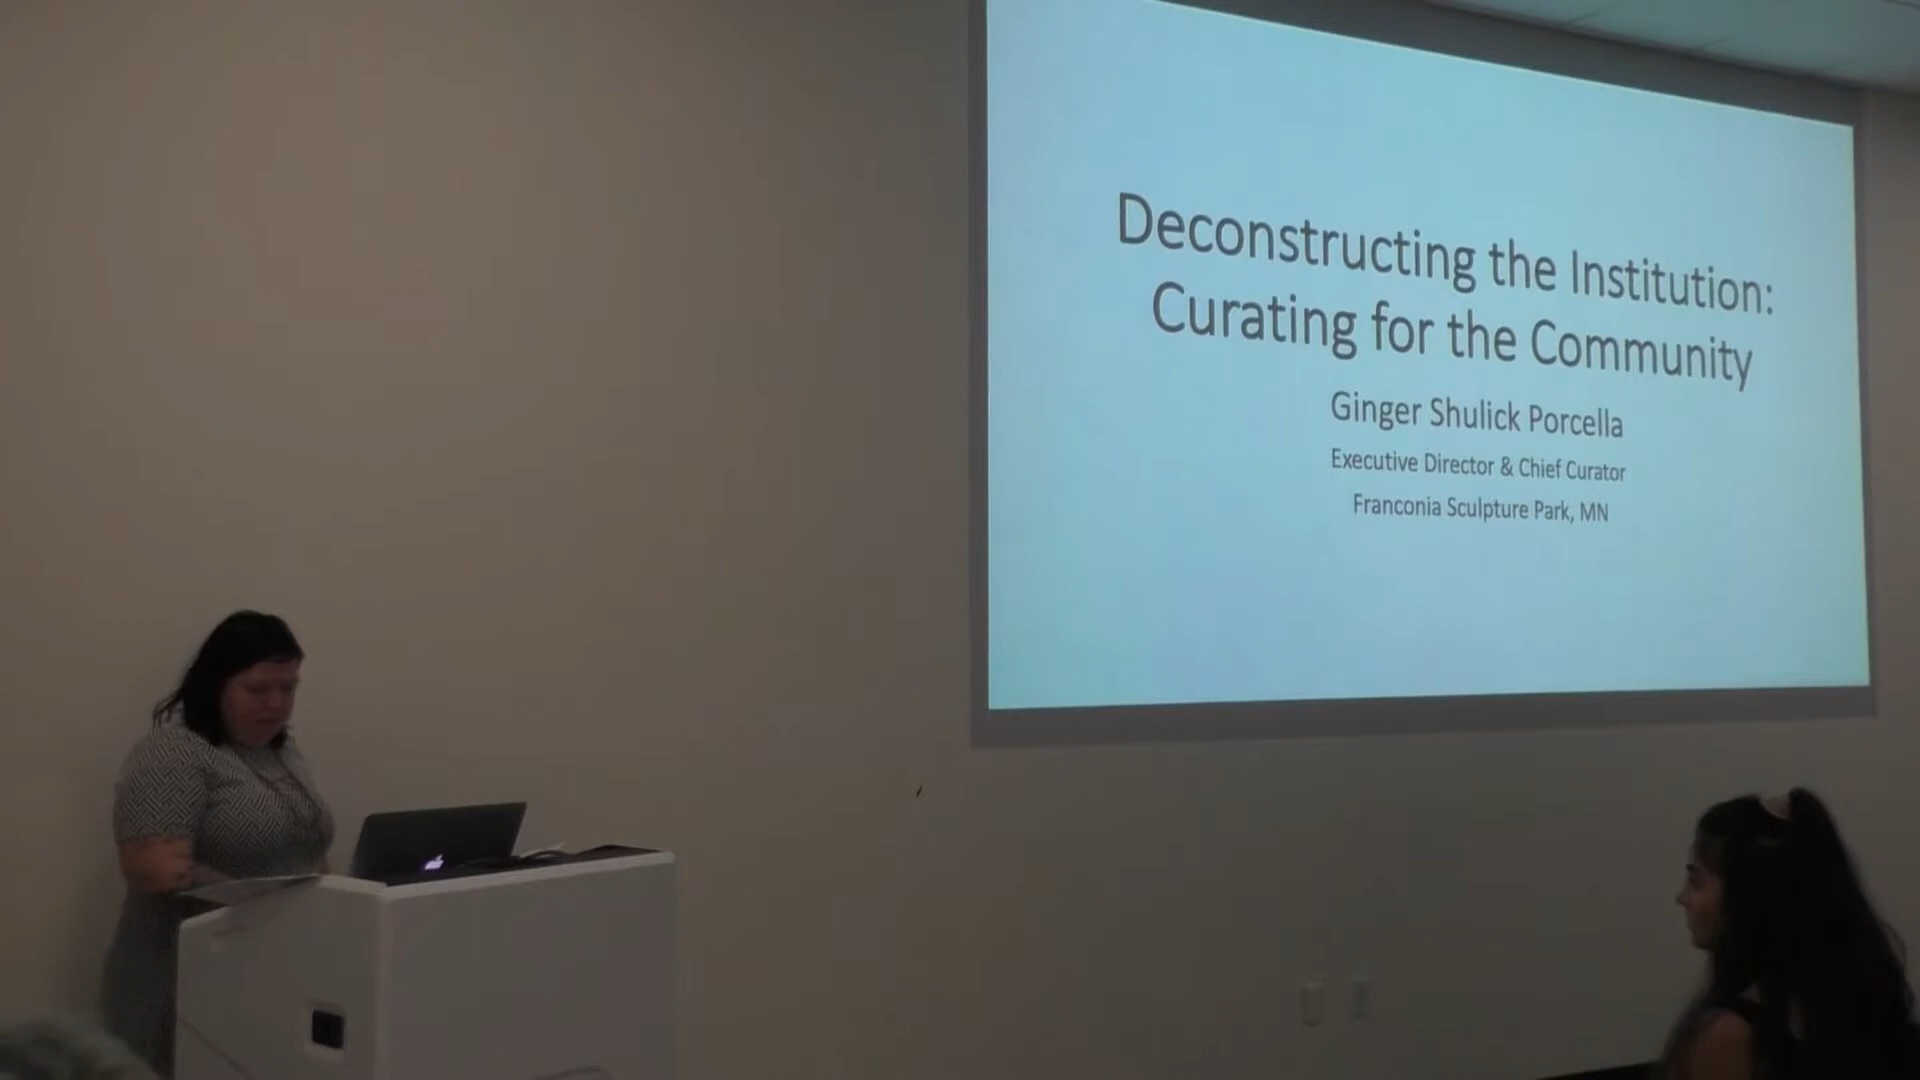 Deconstructing the Institution:
Curating for the Community
Ginger Shulick Porcella
Executive Director & Chief Curator
Franconia Sculpture Park, MN